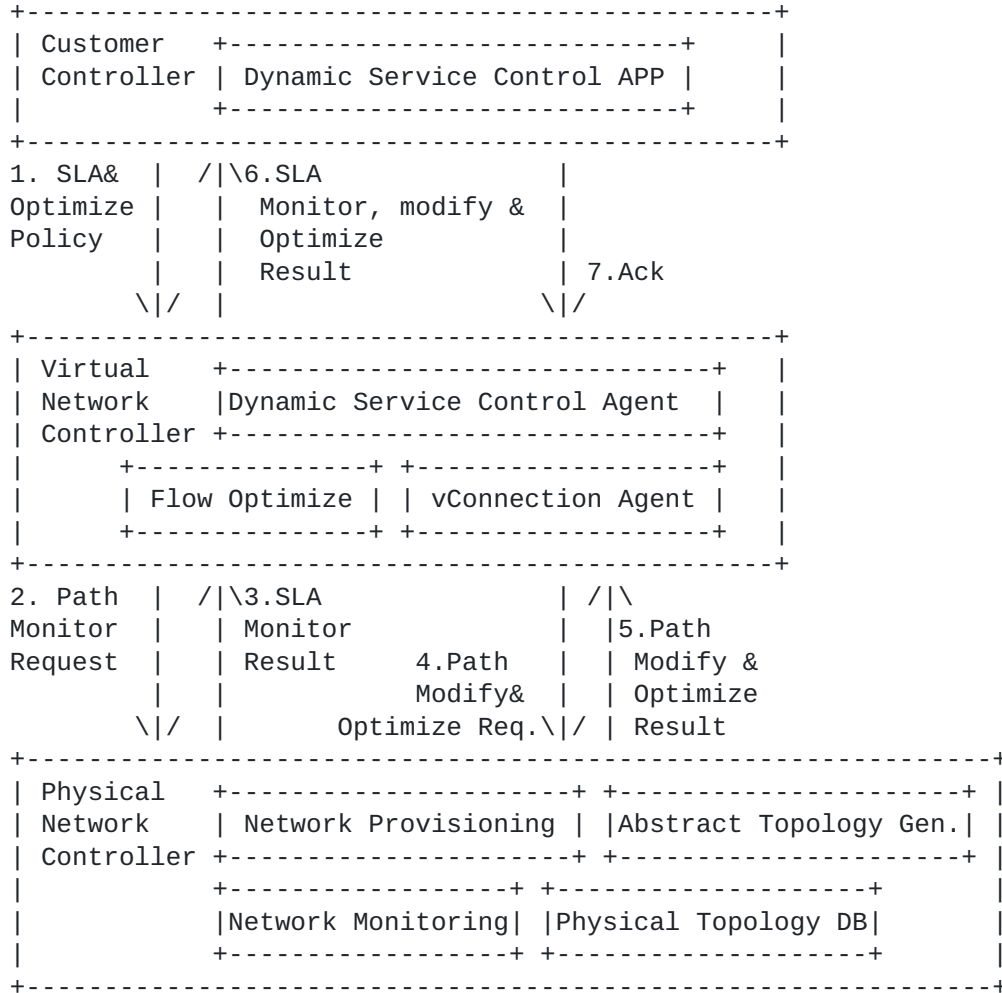 Customer
Controller Dynamic Service Control APP
1. SLA& 6.SLA
Optimize Monitor, modify &
Policy Optimize
Result 7.Ack
Virtual
Network Dynamic Service Control Agent
Controller
Flow Optimize vConnection Agent
2. Path 3.SLA
Monitor Monitor 5.Path
Request Result 4.Path Modify &
Modify& Optimize
Optimize Req. Result
Physical
Network Network Provisioning Abstract Topology Gen.
Controller
Network Monitoring Physical Topology DB